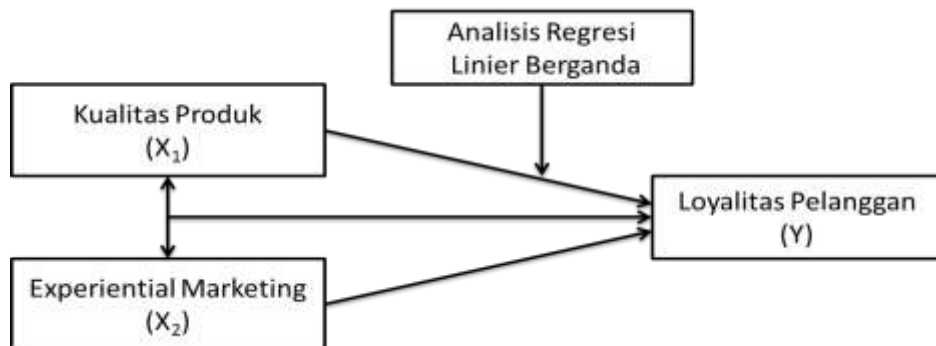 Analisis Regresi
Linier Berganda
Kualitas Produk
(X₁)
Loyalitas Pelanggan
(Y)
Experiential Marketing
(X₂)